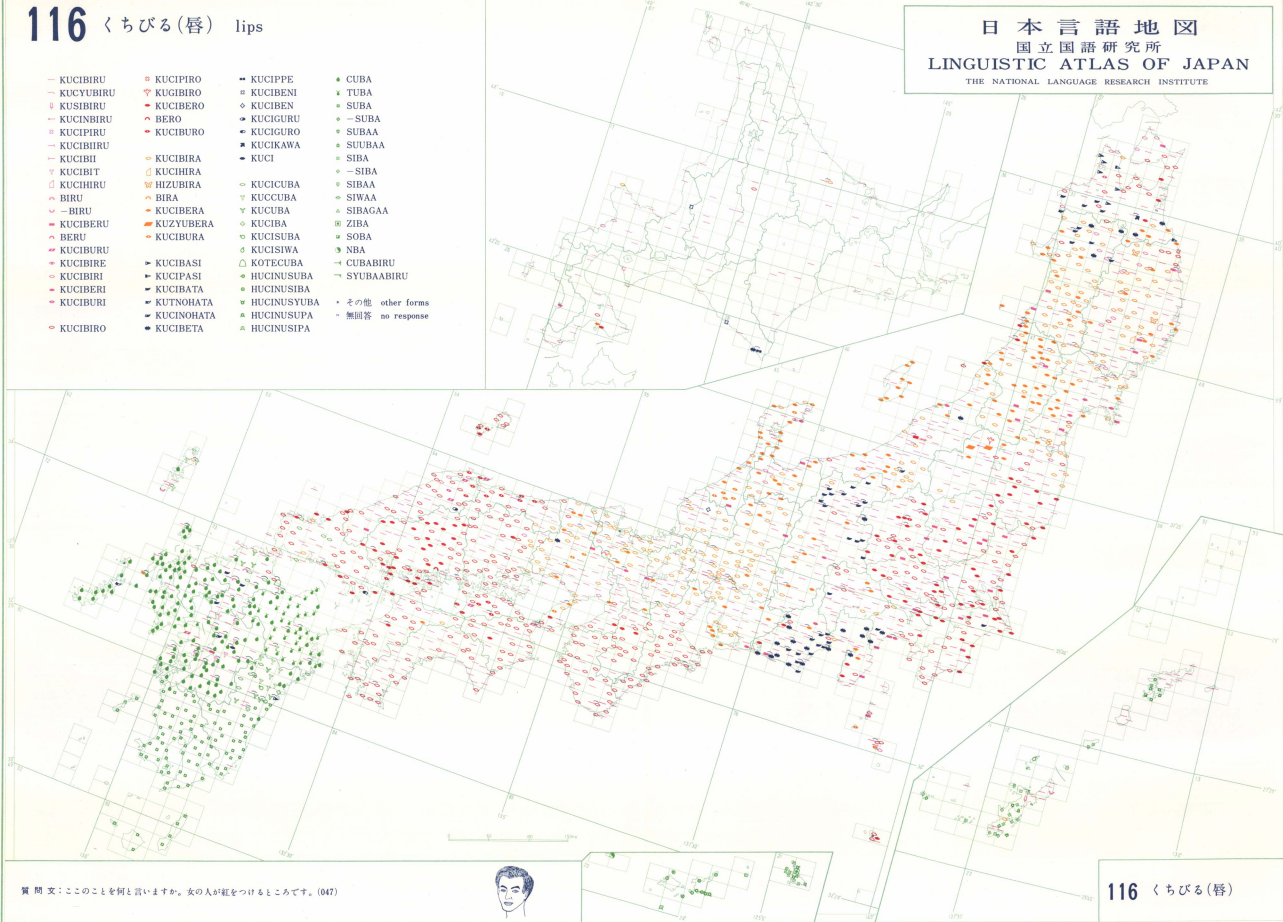 116 くちびる(唇) lips
日本言語地図
国立国語研究所
LINGUISTIC ATLAS OF JAPAN
THE NATIONAL LANGUAGE RESEARCH INSTITUTE
KUCIBIRU
KUCYUBIRU
KUSIBIRU
KUCINBIRU
KUCIPIRU
KUCIBIIRU
KUCIBII
KUCIBIT
KUCIHIRU
BIRU
-BIRU
KUCIBERU
BERU
KUCIBURU
KUCIBIRE
KUCIBIRI
KUCIBERI
KUCIBURI
KUCIBIRO
KUCIPIRO
KUGIBIRO
KUCIBERO
BERO
KUCIBURO
KUCIBIRA
KUCIHIRA
HIZUBIRA
BIRA
KUCIBERA
KUZYUBERA
KUCIBURA
KUCIBASI
KUCIPASI
KUCIBATA
KUTNOHATA
KUCINOHATA
KUCIBETA
KUCIPPE
KUCIBENI
KUCIBEN
KUCIGURU
KUCIGURO
KUCIKAWA
KUCI
KUCICUBA
KUCCUBA
KUCUBA
KUCIBA
KUCISUBA
KUCISIWA
KOTECUBA
HUCINUSUBA
HUCINUSIBA
HUCINUSYUBA
HUCINUSUPA
HUCINUSIPA
CUBA
TUBA
SUBA
-SUBA
SUBAA
SUUBAA
SIBA
-SIBA
SIBAA
SIWAA
SIBAGAA
ZIBA
SOBA
NBA
CUBABIRU
SYUBAABIRU
その他 other forms
無回答 no response
質問文:ここのことを何と言いますか。女の人が紅をつけるところです。(047)
116 くちびる(唇)